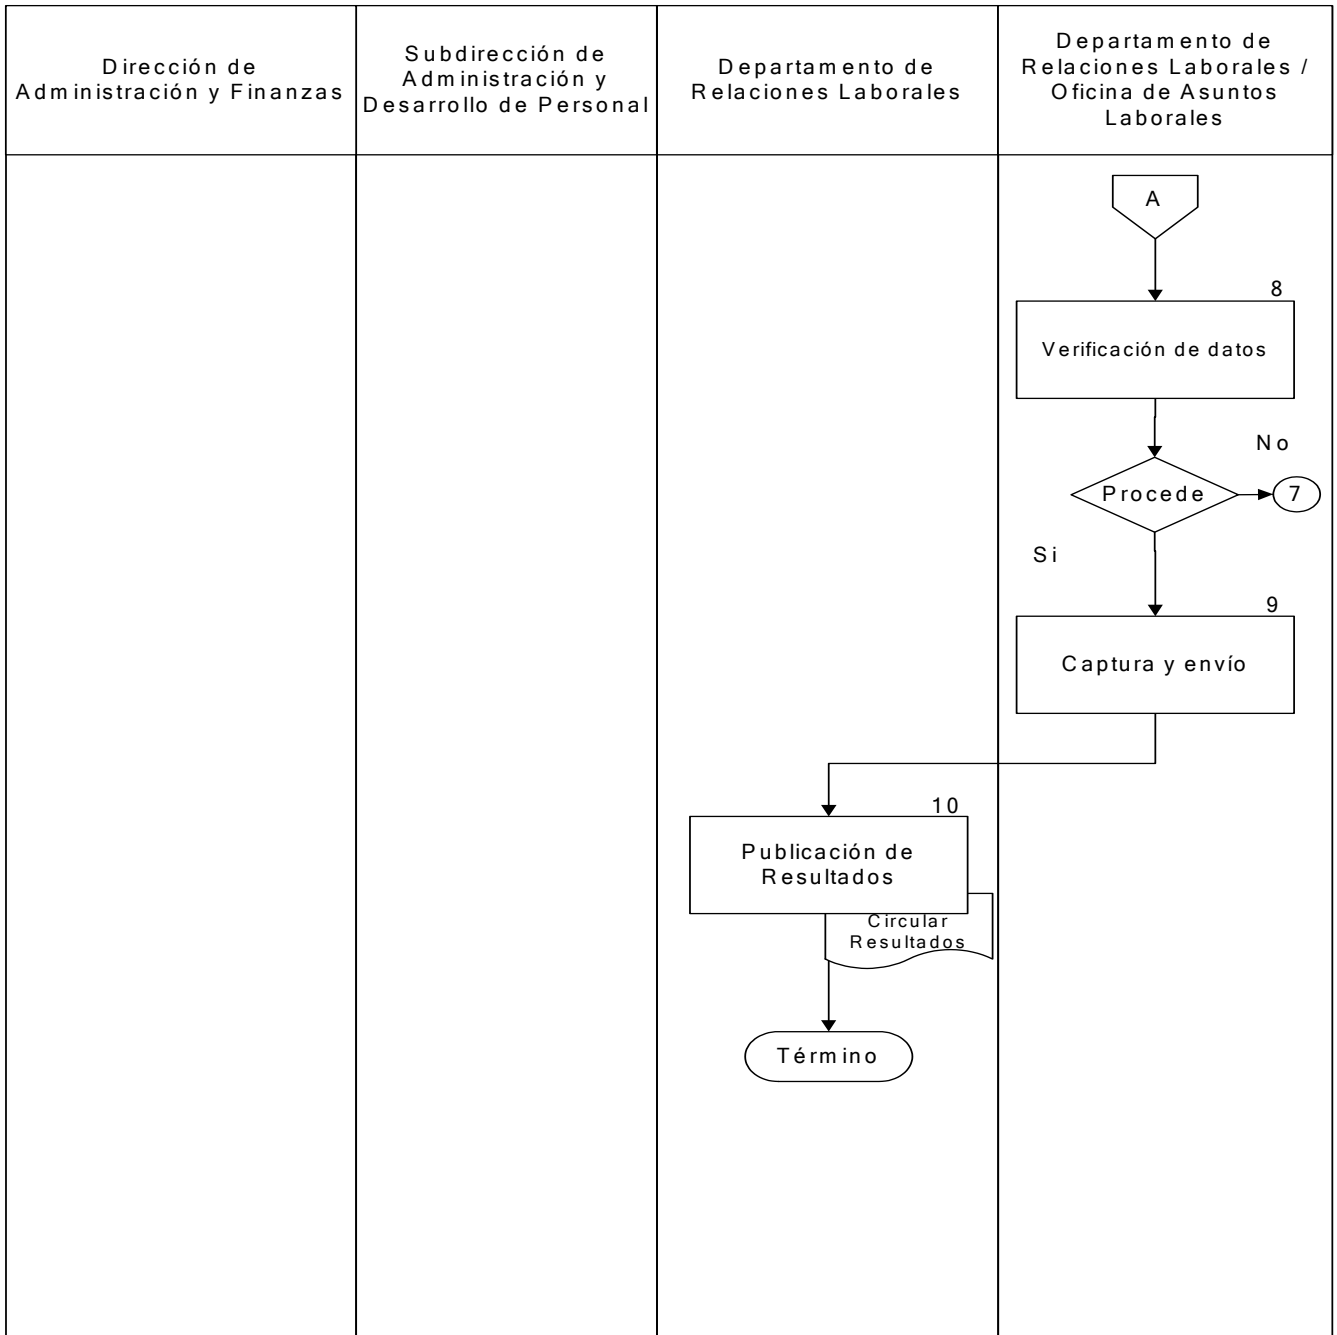 Dirección de
Administración y Finanzas
Subdirección de
Administración y
Desarrollo de Personal
Departamento de
Relaciones Laborales
Departamento de
Relaciones Laborales /
Oficina de Asuntos
Laborales
A
8
Verificación de datos
No
Procede
7
Si
9
Captura y envío
10
Publicación de
Resultados
Circular
Resultados
Término